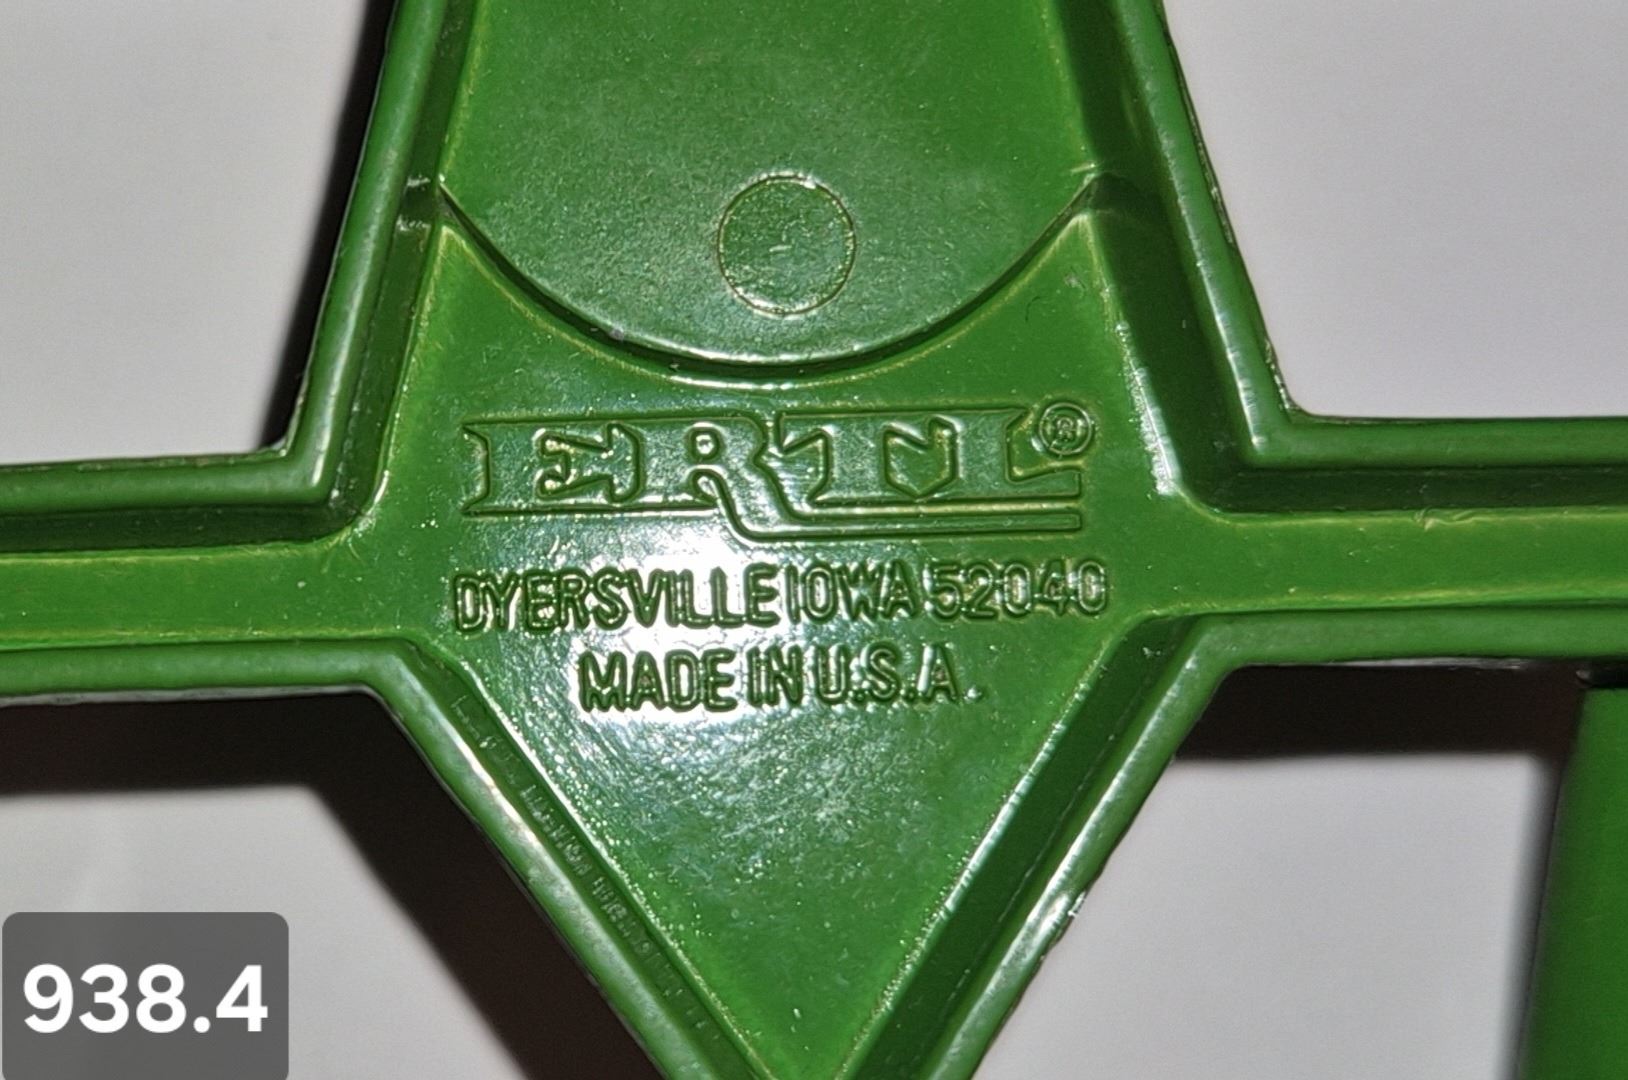 ERTL®
DYERSVILLE IOWA 52040
MADE IN U.S.A.
938.4